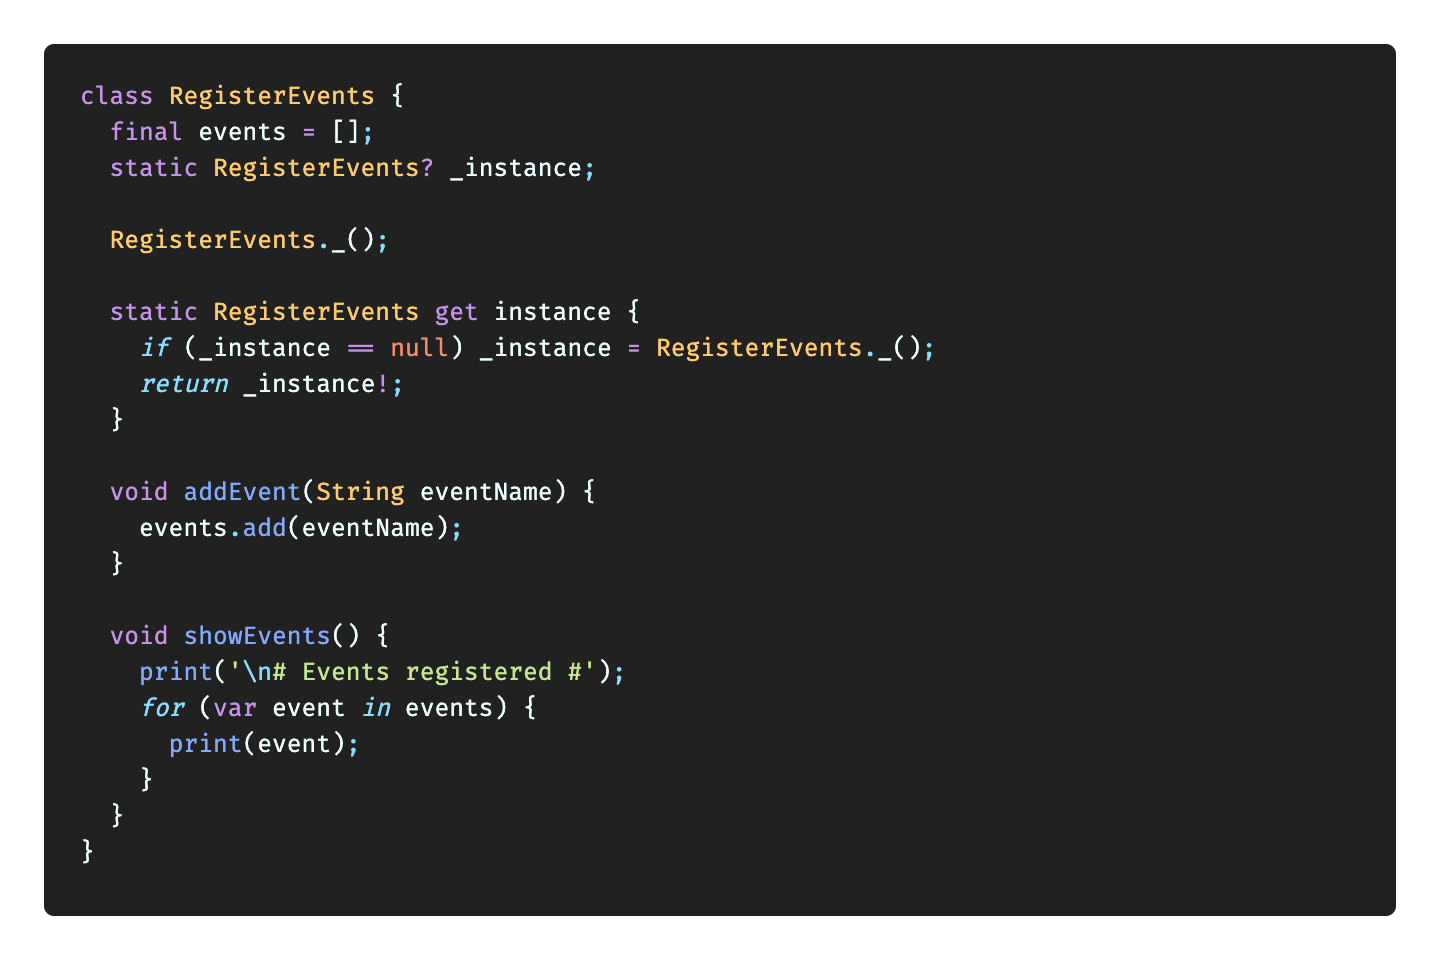 class RegisterEvents {
  final events = [];
  static RegisterEvents? _instance;

  RegisterEvents._();

  static RegisterEvents get instance {
    if (_instance == null) _instance = RegisterEvents._();
    return _instance!;
  }

  void addEvent(String eventName) {
    events.add(eventName);
  }

  void showEvents() {
    print('\n# Events registered #');
    for (var event in events) {
      print(event);
    }
  }
}